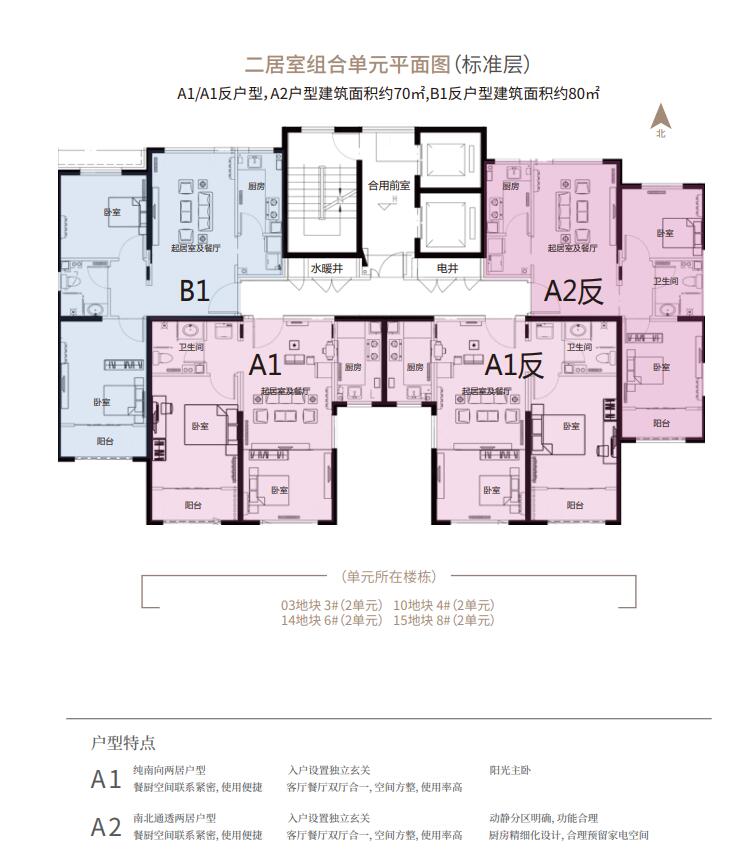 二居室组合单元平面图（标准层）
A1/A1反户型，A2户型建筑面积约70㎡,B1反户型建筑面积约80㎡
北
合用前室
厨房
厨房
卧室
卧室
起居室及餐厅
起居室及餐厅
水暖井
电井
H
卫生间
B1
A2反
卫生间
卫生间
A1
A1反
厨房
厨房
卧室
起居室及餐厅
起居室及餐厅
卧室
卧室
卧室
阳台
阳台
卧室
卧室
阳台
阳台
（单元所在楼栋）
03地块 3#（2单元） 10地块 4#（2单元）
14地块 6#（2单元） 15地块 8#（2单元）
户型特点
A1
纯南向两居户型 入户设置独立玄关 阳光主卧
餐厨空间联系紧密，使用便捷 客厅餐厅双厅合一，空间方整，使用率高
A2
南北通透两居户型 入户设置独立玄关 动静分区明确，功能合理
餐厨空间联系紧密，使用便捷 客厅餐厅双厅合一，空间方整，使用率高 厨房精细化设计，合理预留家电空间